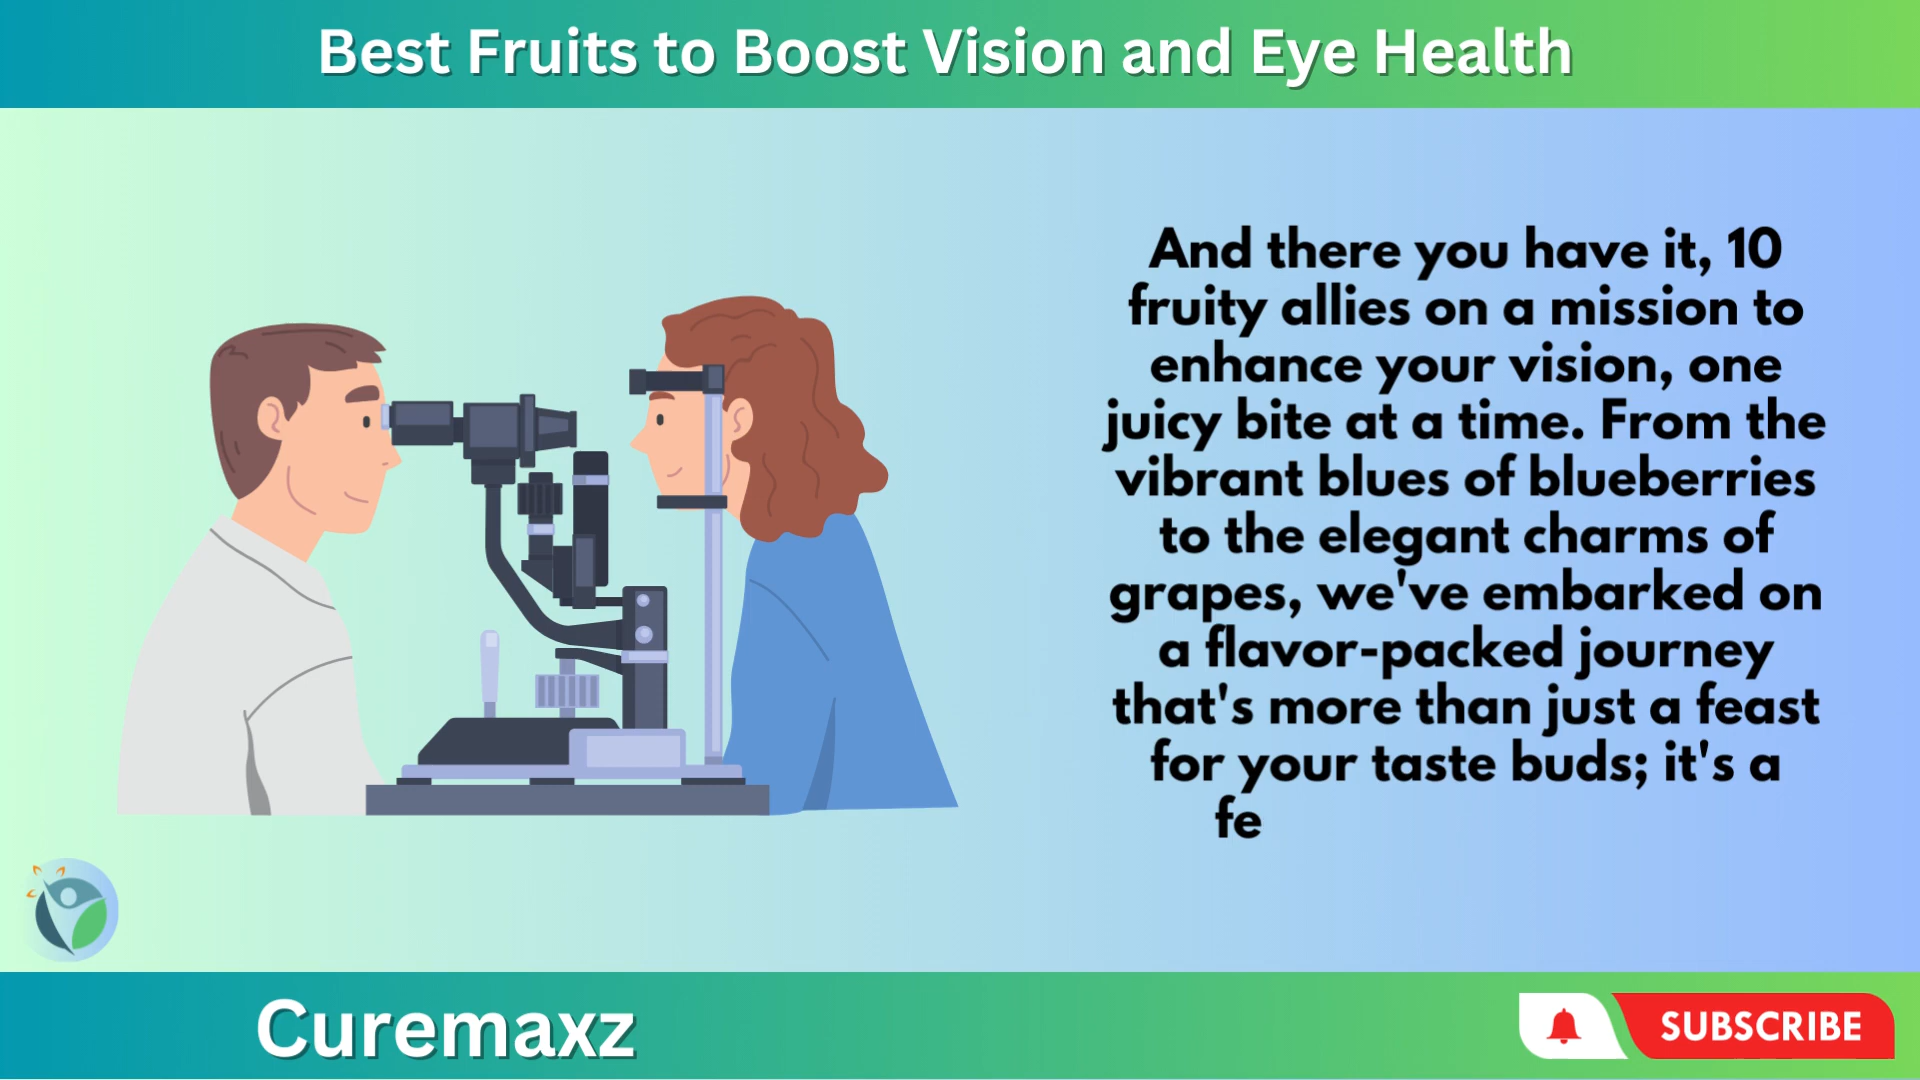 Best Fruits to Boost Vision and Eye Health
And there you have it, 10
fruity allies on a mission to
enhance your vision, one
juicy bite at a time. From the
vibrant blues of blueberries
to the elegant charms of
grapes, we've embarked on
a flavor-packed journey
that's more than just a feast
for your taste buds; it's a
fe
Curemaxz
SUBSCRIBE